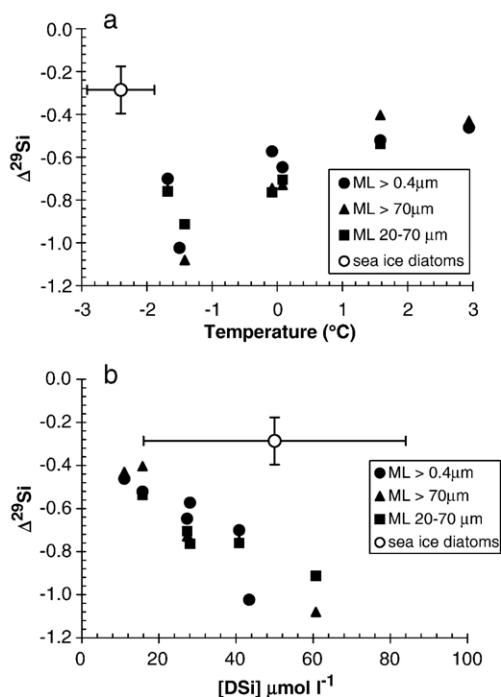 a
0.0
-0.2
-0.4
-0.6
-0.8
-1.0
-1.2
Δ²⁹Si
ML > 0.4μm
ML > 70μm
ML 20-70 μm
sea ice diatoms
-3 -2 -1 0 1 2 3
Temperature (°C)
b
0.0
-0.2
-0.4
-0.6
-0.8
-1.0
-1.2
Δ²⁹Si
ML > 0.4μm
ML > 70μm
ML 20-70 μm
sea ice diatoms
0 20 40 60 80 100
[DSi] μmol l⁻¹